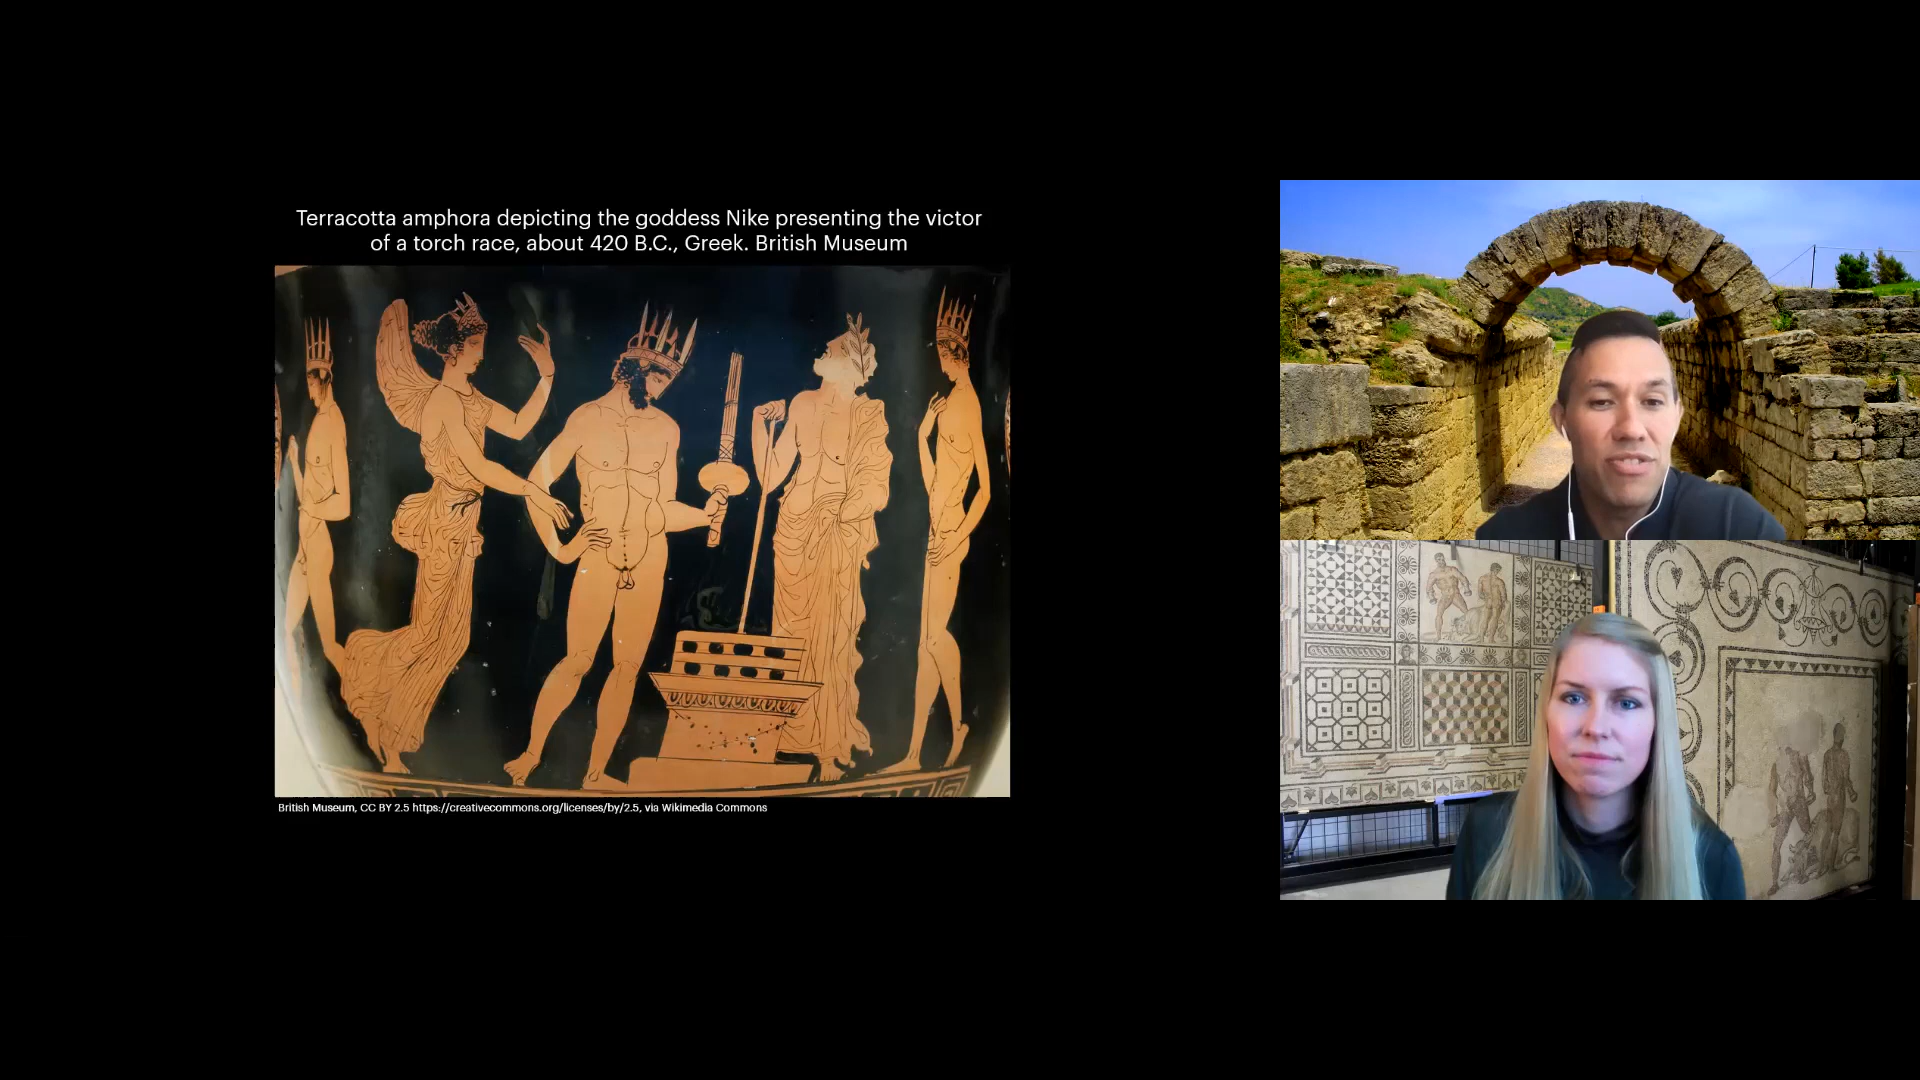 Terracotta amphora depicting the goddess Nike presenting the victor
of a torch race, about 420 B.C., Greek. British Museum
British Museum, CC BY 2.5 https://creativecommons.org/licenses/by/2.5, via Wikimedia Commons